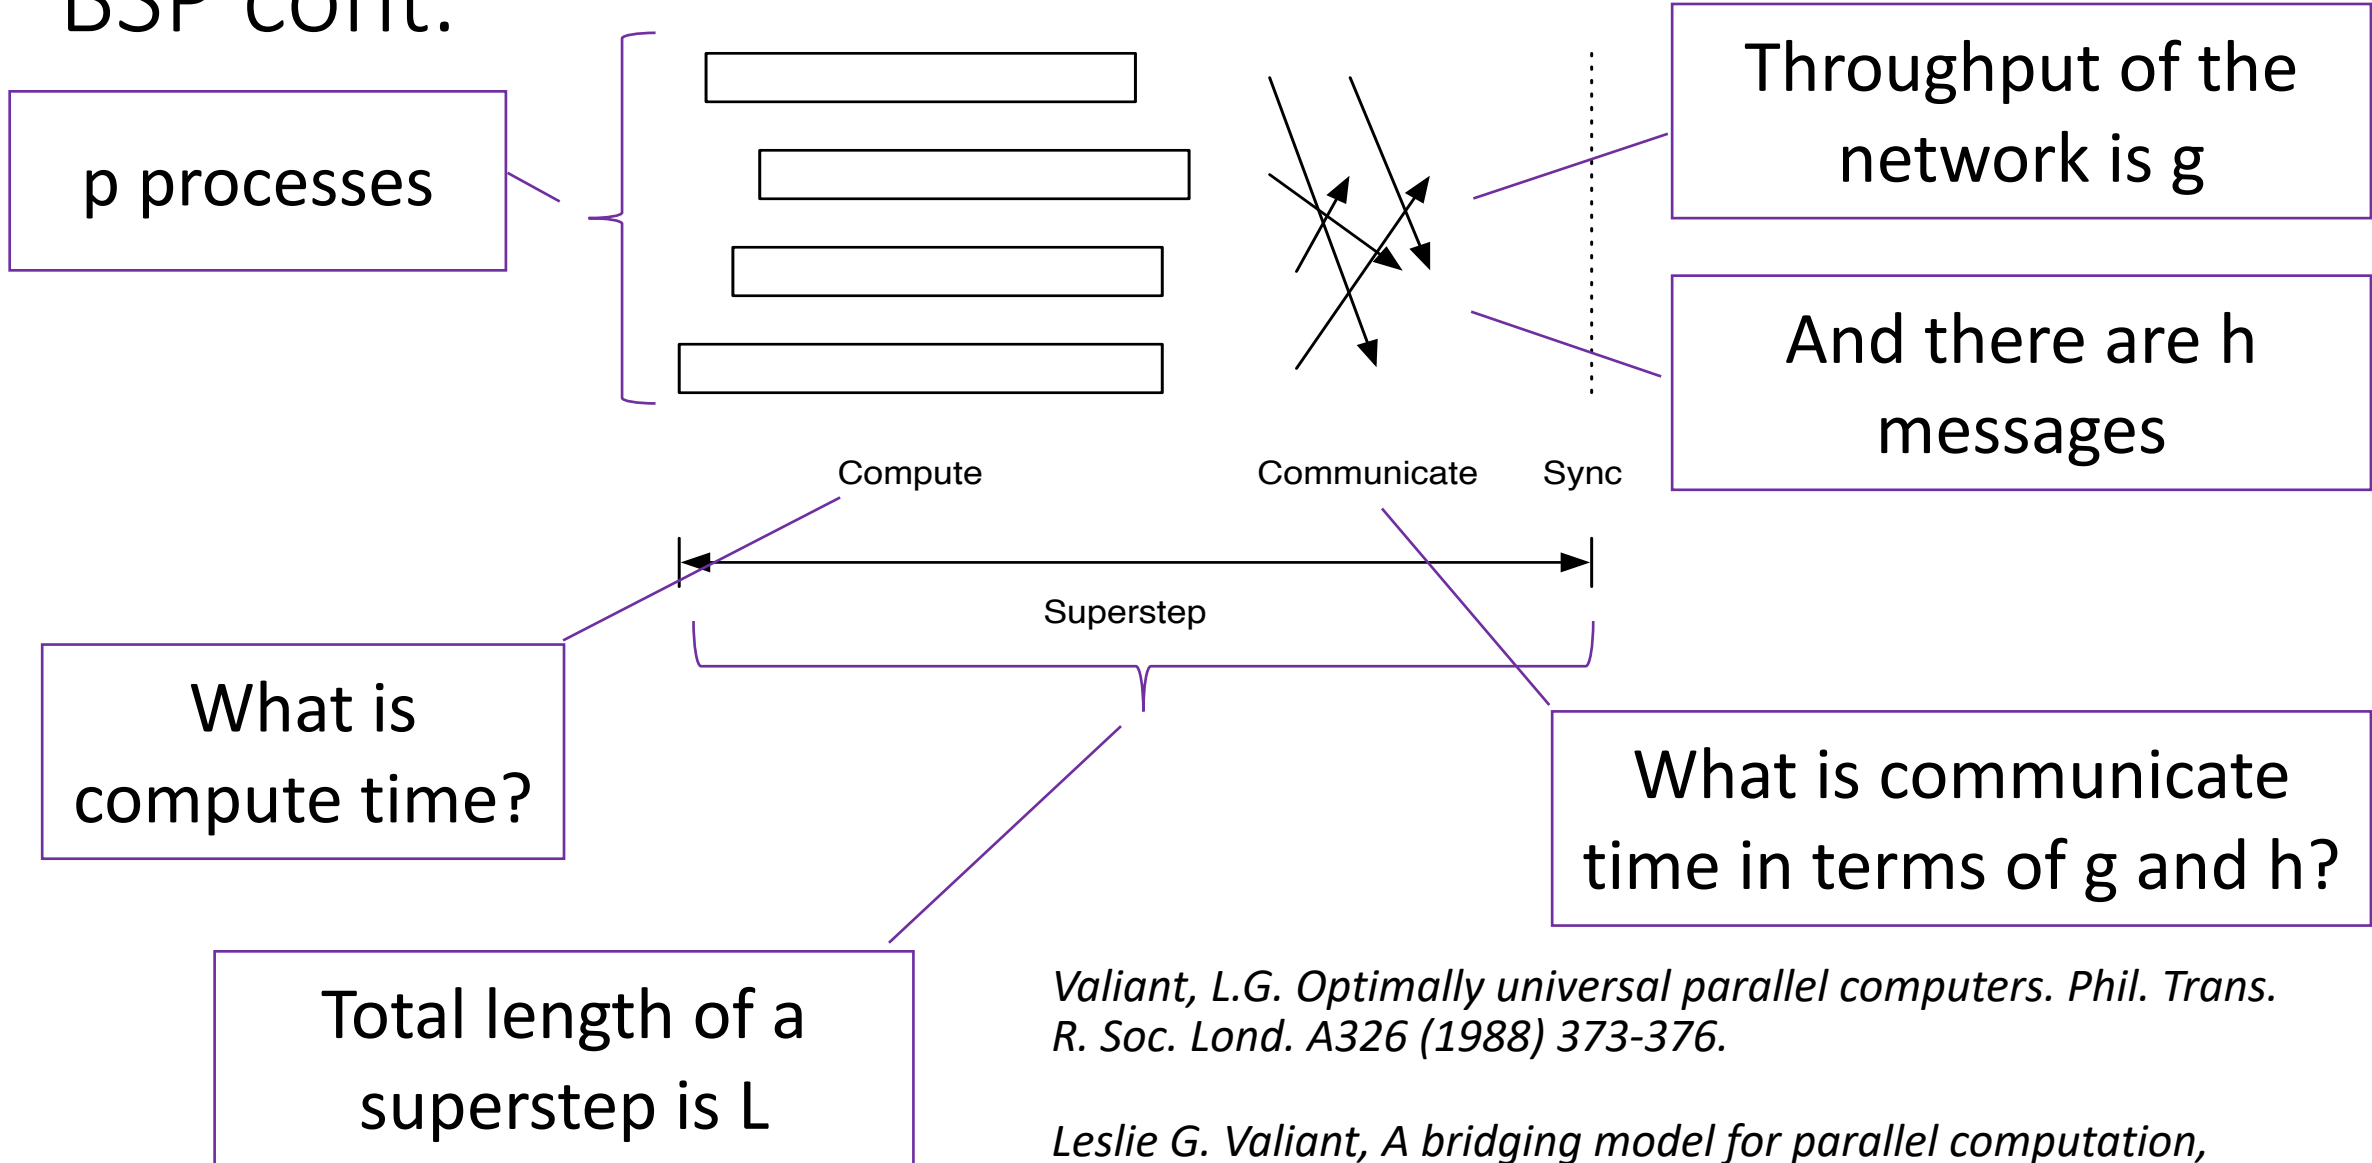 BSP cont.
p processes
Throughput of the
network is g
And there are h
messages
Compute
Communicate
Sync
Superstep
What is
compute time?
What is communicate
time in terms of g and h?
Total length of a
superstep is L
Valiant, L.G. Optimally universal parallel computers. Phil. Trans.
R. Soc. Lond. A326 (1988) 373-376.
Leslie G. Valiant, A bridging model for parallel computation,